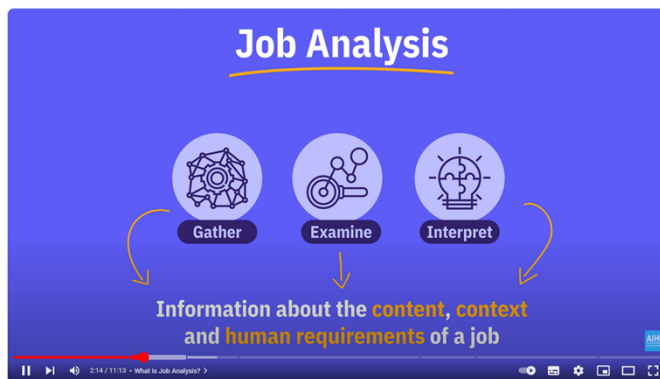 Job Analysis
Gather
Examine
Interpret
Information about the content, context
and human requirements of a job
AIH
2:14 / 11:13 • What is Job Analysis? >